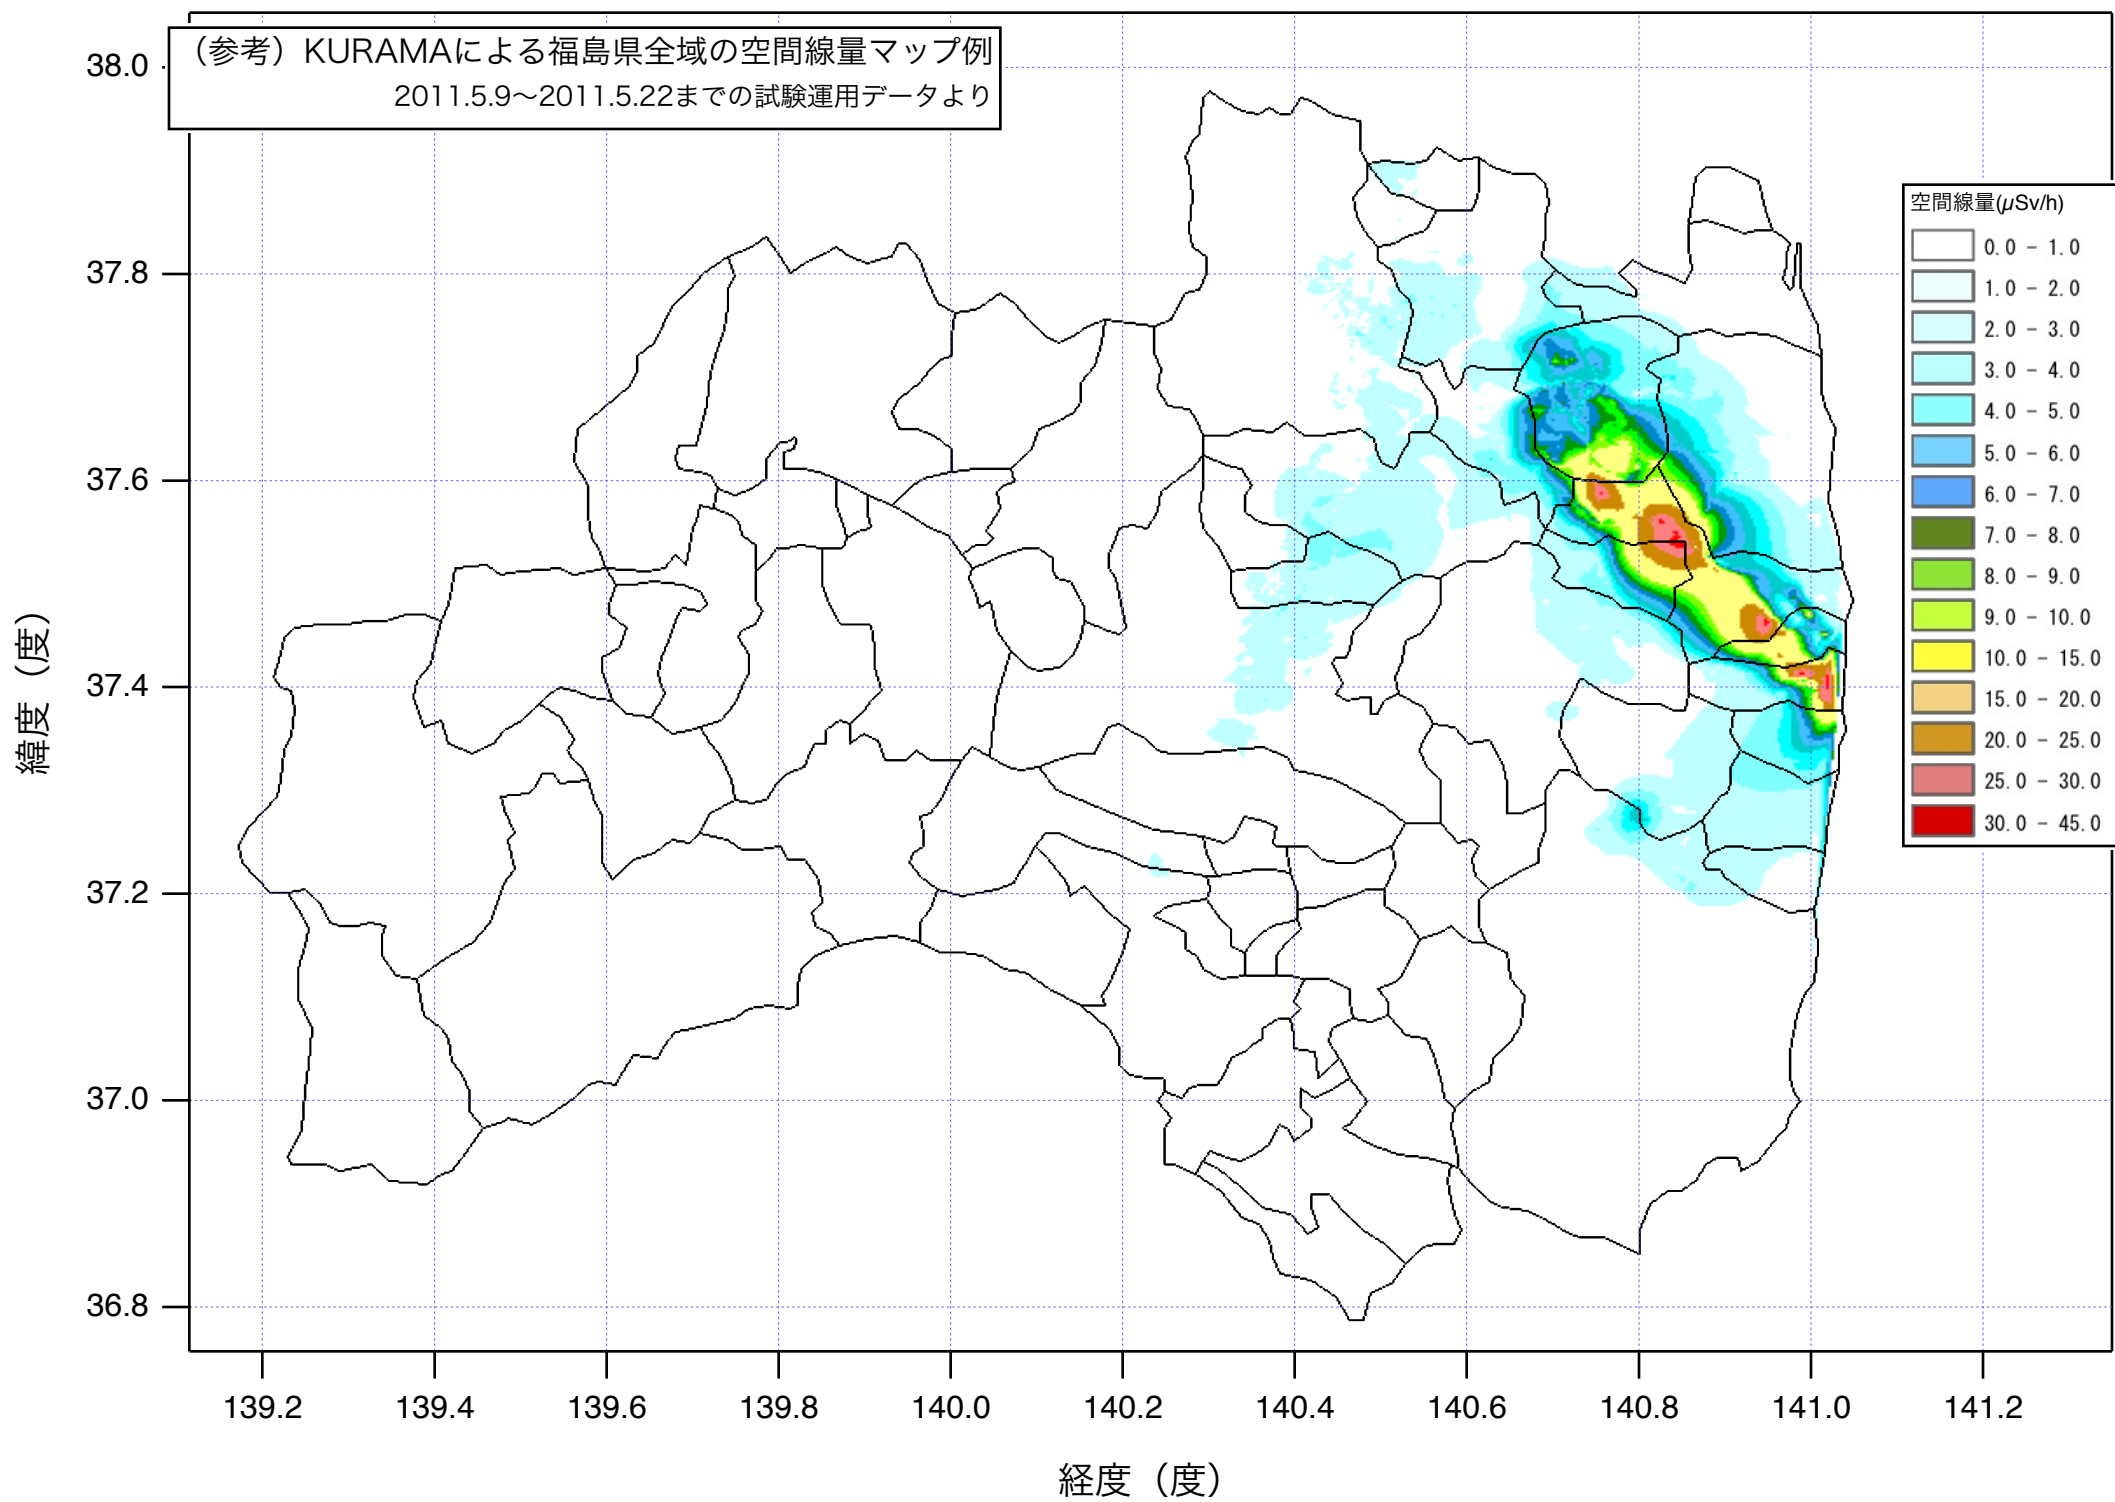 （参考）KURAMAによる福島県全域の空間線量マップ例
2011.5.9〜2011.5.22までの試験運用データより
38.0
37.8
37.6
37.4
37.2
37.0
36.8
緯度（度）
空間線量(μSv/h)
0.0 - 1.0
1.0 - 2.0
2.0 - 3.0
3.0 - 4.0
4.0 - 5.0
5.0 - 6.0
6.0 - 7.0
7.0 - 8.0
8.0 - 9.0
9.0 - 10.0
10.0 - 15.0
15.0 - 20.0
20.0 - 25.0
25.0 - 30.0
30.0 - 45.0
139.2 139.4 139.6 139.8 140.0 140.2 140.4 140.6 140.8 141.0 141.2
経度（度）